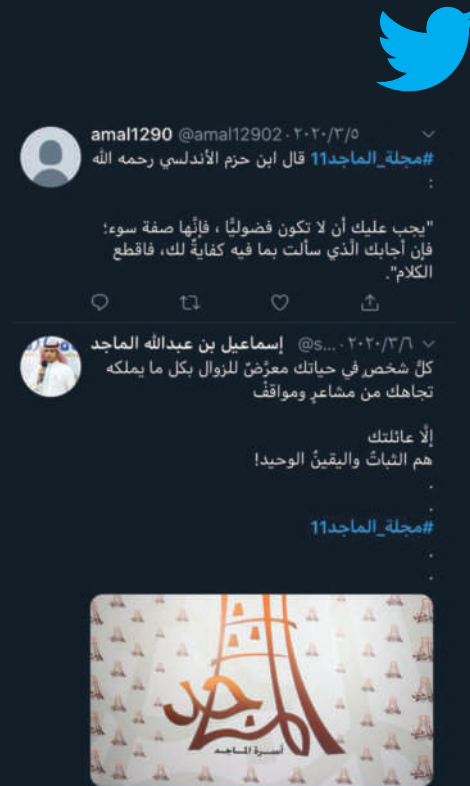 amal1290 @amal12902 · ٢٠٢٠/٣/٥
#مجلة_الماجد11 قال ابن حزم الأندلسي رحمه الله
:
"يجب عليك أن لا تكون فضوليًّا ، فإنَّها صفة سوء؛
فإن أجابك الَّذي سألت بما فيه كفايةٌ لك، فاقطع
الكلام".
إسماعيل بن عبدالله الماجد @s... · ٢٠٢٠/٣/٦
كلُّ شخصٍ في حياتك معرَّضٌ للزوال بكل ما يملكه
تجاهك من مشاعرٍ ومواقفْ
إلَّا عائلتك
هم الثباتُ واليقينُ الوحيد!
.
.
#مجلة_الماجد11
.
.
الماجد
أسرة الماجد